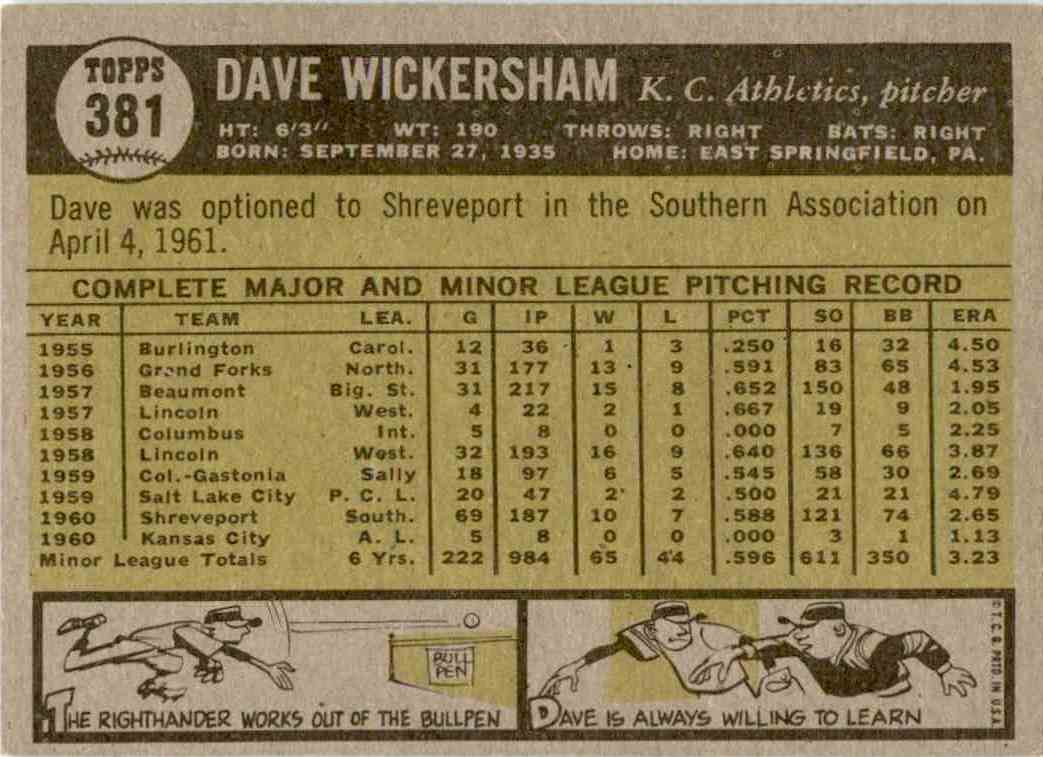 TOPPS
381
DAVE WICKERSHAM K. C. Athletics, pitcher
HT: 6'3" WT: 190 THROWS: RIGHT BATS: RIGHT
BORN: SEPTEMBER 27, 1935 HOME: EAST SPRINGFIELD, PA.
Dave was optioned to Shreveport in the Southern Association on
April 4, 1961.
COMPLETE MAJOR AND MINOR LEAGUE PITCHING RECORD
YEAR TEAM LEA. G IP W L PCT SO BB ERA
1955 Burlington Carol. 12 36 1 3 .250 16 32 4.50
1956 Grand Forks North. 31 177 13 9 .591 83 65 4.53
1957 Beaumont Big. St. 31 217 15 8 .652 150 48 1.95
1957 Lincoln West. 4 22 2 1 .667 19 9 2.05
1958 Columbus Int. 5 8 0 0 .000 7 5 2.25
1958 Lincoln West. 32 193 16 9 .640 136 66 3.87
1959 Col.-Gastonia Sally 18 97 6 5 .545 58 30 2.69
1959 Salt Lake City P. C. L. 20 47 2 2 .500 21 21 4.79
1960 Shreveport South. 69 187 10 7 .588 121 74 2.65
1960 Kansas City A. L. 5 8 0 0 .000 3 1 1.13
Minor League Totals 6 Yrs. 222 984 65 44 .596 611 350 3.23
BULL
PEN
THE RIGHTHANDER WORKS OUT OF THE BULLPEN
DAVE IS ALWAYS WILLING TO LEARN
© T. C. G. PRTD. IN U.S.A.